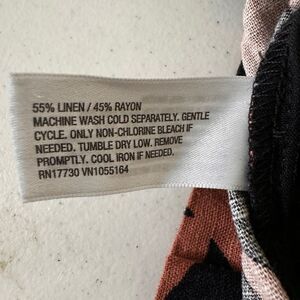 55% LINEN / 45% RAYON
MACHINE WASH COLD SEPARATELY. GENTLE
CYCLE. ONLY NON-CHLORINE BLEACH IF
NEEDED. TUMBLE DRY LOW. REMOVE
PROMPTLY. COOL IRON IF NEEDED.
RN17730 VN1055164